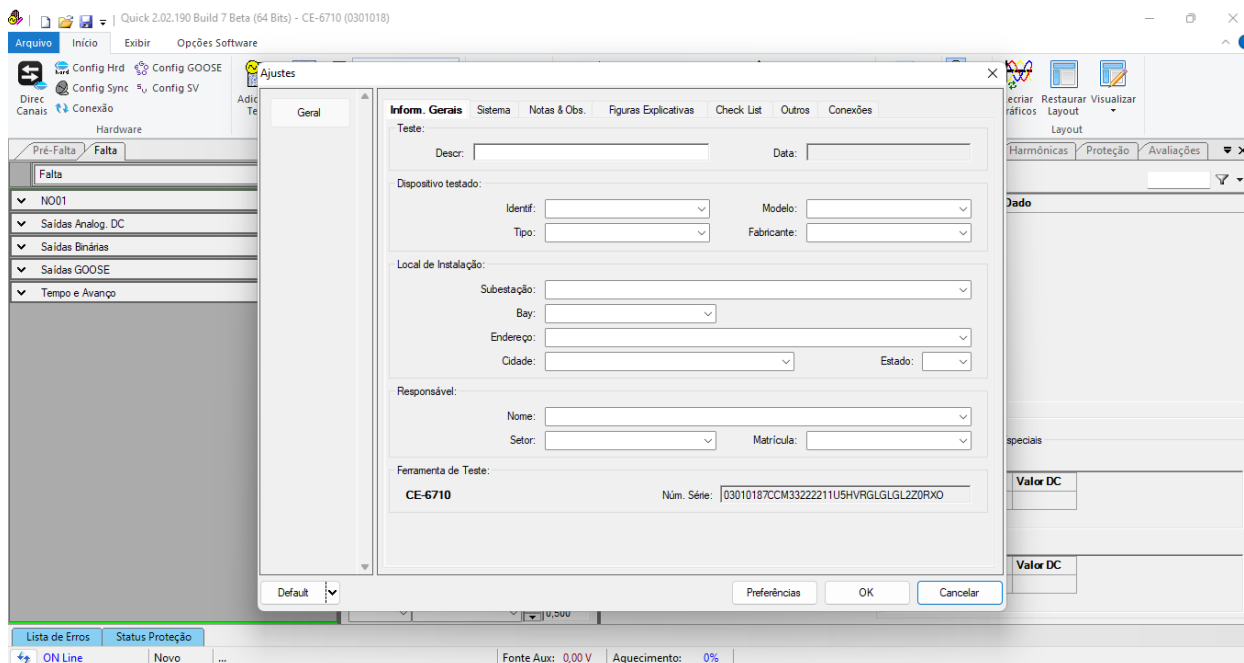 Quick 2.02.190 Build 7 Beta (64 Bits) - CE-6710 (0301018)
Arquivo Início Exibir Opções Software
Direc Canais
Config Hrd Config GOOSE
Config Sync Config SV
Conexão
Hardware
Restaurar Layout
Visualizar
Layout
Pré-Falta Falta
Falta
NO01
Saídas Analog. DC
Saídas Binárias
Saídas GOOSE
Tempo e Avanço
Ajustes
Geral
Inform. Gerais Sistema Notas & Obs. Figuras Explicativas Check List Outros Conexões
Teste:
Descr: Data:
Dispositivo testado:
Identif: Modelo:
Tipo: Fabricante:
Local de Instalação:
Subestação:
Bay:
Endereço:
Cidade: Estado:
Responsável:
Nome:
Setor: Matrícula:
Ferramenta de Teste:
CE-6710 Núm. Série: 03010187CCM33222211U5HVRGLGLGL2Z0RXO
Default Preferências OK Cancelar
Harmônicas Proteção Avaliações
Dado
speciais
Valor DC
Valor DC
0,500
Lista de Erros Status Proteção
ON Line Novo ... Fonte Aux: 0,00 V Aquecimento: 0%